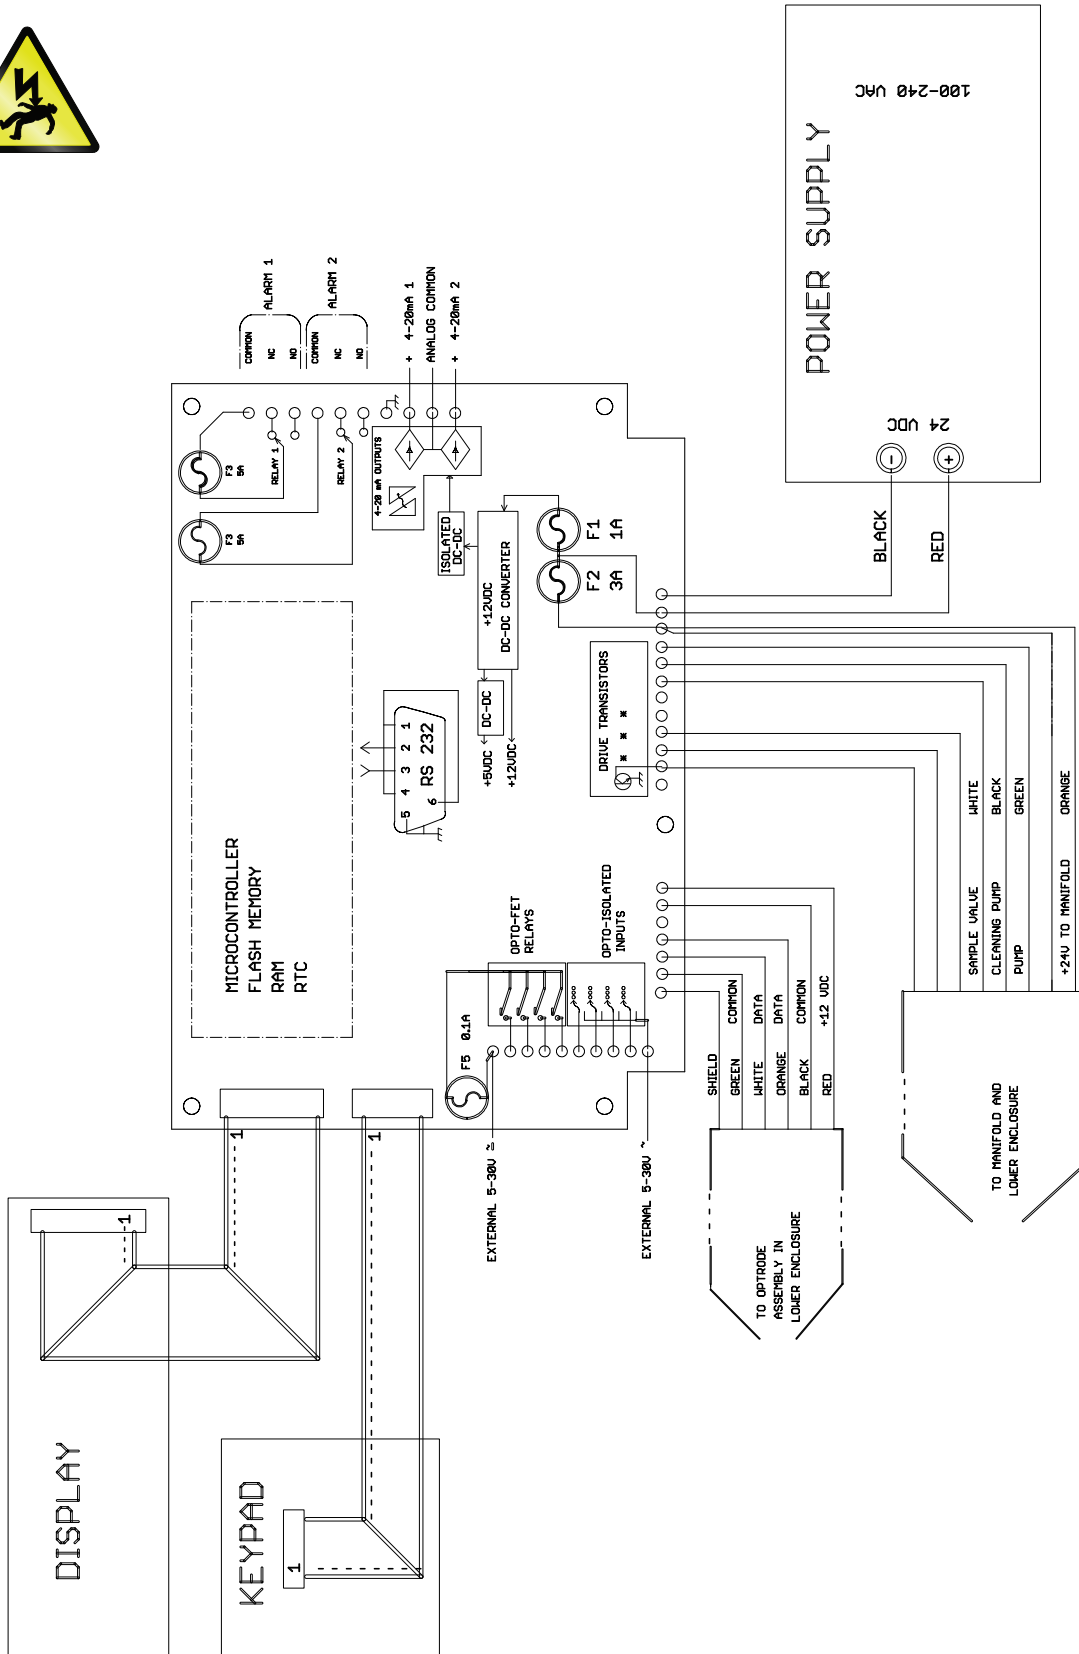 100-240 VAC
POWER SUPPLY
24 VDC
-
+
BLACK
RED
ALARM 1
ALARM 2
COMMON
NC
NO
COMMON
NC
NO
+ 4-20mA 1
ANALOG COMMON
+ 4-20mA 2
F3
5A
F3
5A
RELAY 1
RELAY 2
4-20 mA OUTPUTS
ISOLATED
DC-DC
+12VDC
DC-DC CONVERTER
F1
1A
F2
3A
DC-DC
+5VDC
+12VDC
DRIVE TRANSISTORS
* * *
MICROCONTROLLER
FLASH MEMORY
RAM
RTC
5 4 3 2 1
6
RS 232
OPTO-FET
RELAYS
OPTO-ISOLATED
INPUTS
F5 0.1A
EXTERNAL 5-30V ~
EXTERNAL 5-30V ~
SHIELD
GREEN COMMON
WHITE DATA
ORANGE DATA
BLACK COMMON
RED +12 VDC
TO OPTRODE
ASSEMBLY IN
LOWER ENCLOSURE
SAMPLE VALVE WHITE
CLEANING PUMP BLACK
PUMP GREEN
+24V TO MANIFOLD ORANGE
TO MANIFOLD AND
LOWER ENCLOSURE
1
1
1
1
DISPLAY
KEYPAD